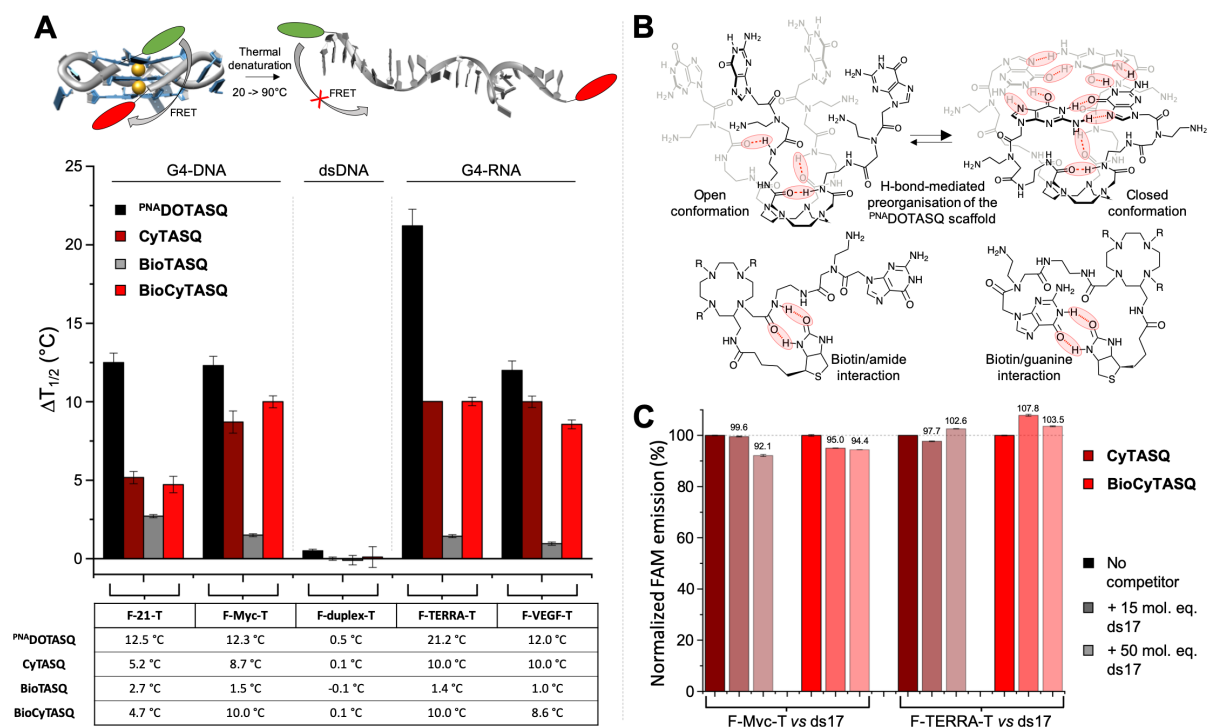 A
FRET
Thermal
denaturation
20 -> 90°C
FRET
G4-DNA
dsDNA
G4-RNA
PNADOTASQ
CyTASQ
BioTASQ
BioCyTASQ
ΔT1/2 (°C)
25
20
15
10
5
0
F-21-T F-Myc-T F-duplex-T F-TERRA-T F-VEGF-T
PNADOTASQ 12.5 °C 12.3 °C 0.5 °C 21.2 °C 12.0 °C
CyTASQ 5.2 °C 8.7 °C 0.1 °C 10.0 °C 10.0 °C
BioTASQ 2.7 °C 1.5 °C -0.1 °C 1.4 °C 1.0 °C
BioCyTASQ 4.7 °C 10.0 °C 0.1 °C 10.0 °C 8.6 °C
B
Open
conformation
H-bond-mediated
preorganisation of the
PNADOTASQ scaffold
Closed
conformation
Biotin/amide
interaction
Biotin/guanine
interaction
C
Normalized FAM emission (%)
100
80
60
40
20
0
99.6
92.1
95.0
94.4
97.7
102.6
107.8
103.5
F-Myc-T vs ds17
F-TERRA-T vs ds17
CyTASQ
BioCyTASQ
No
competitor
+ 15 mol. eq.
ds17
+ 50 mol. eq.
ds17